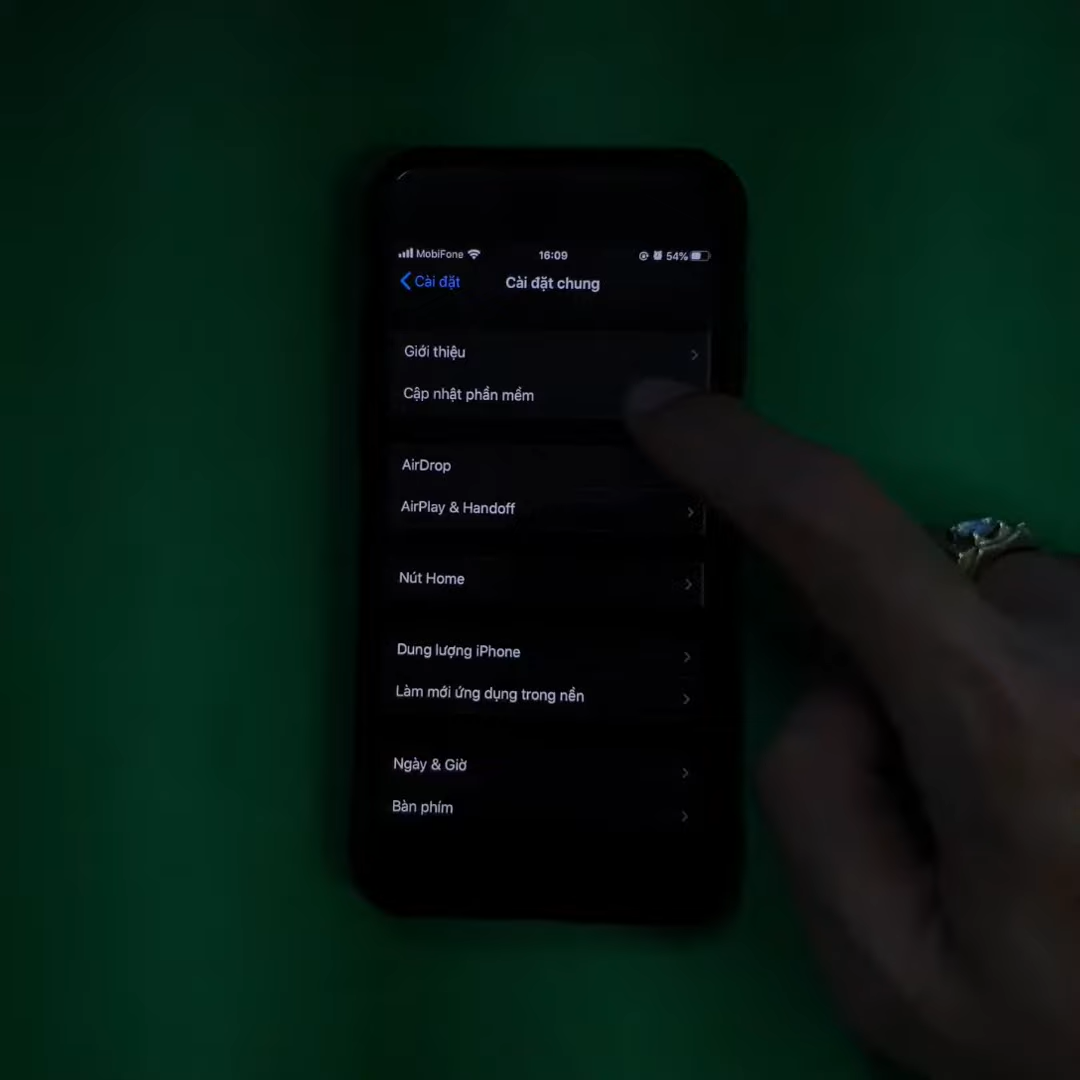 MobiFone 16:09 54%
Cài đặt Cài đặt chung
Giới thiệu
Cập nhật phần mềm
AirDrop
AirPlay & Handoff
Nút Home
Dung lượng iPhone
Làm mới ứng dụng trong nền
Ngày & Giờ
Bàn phím